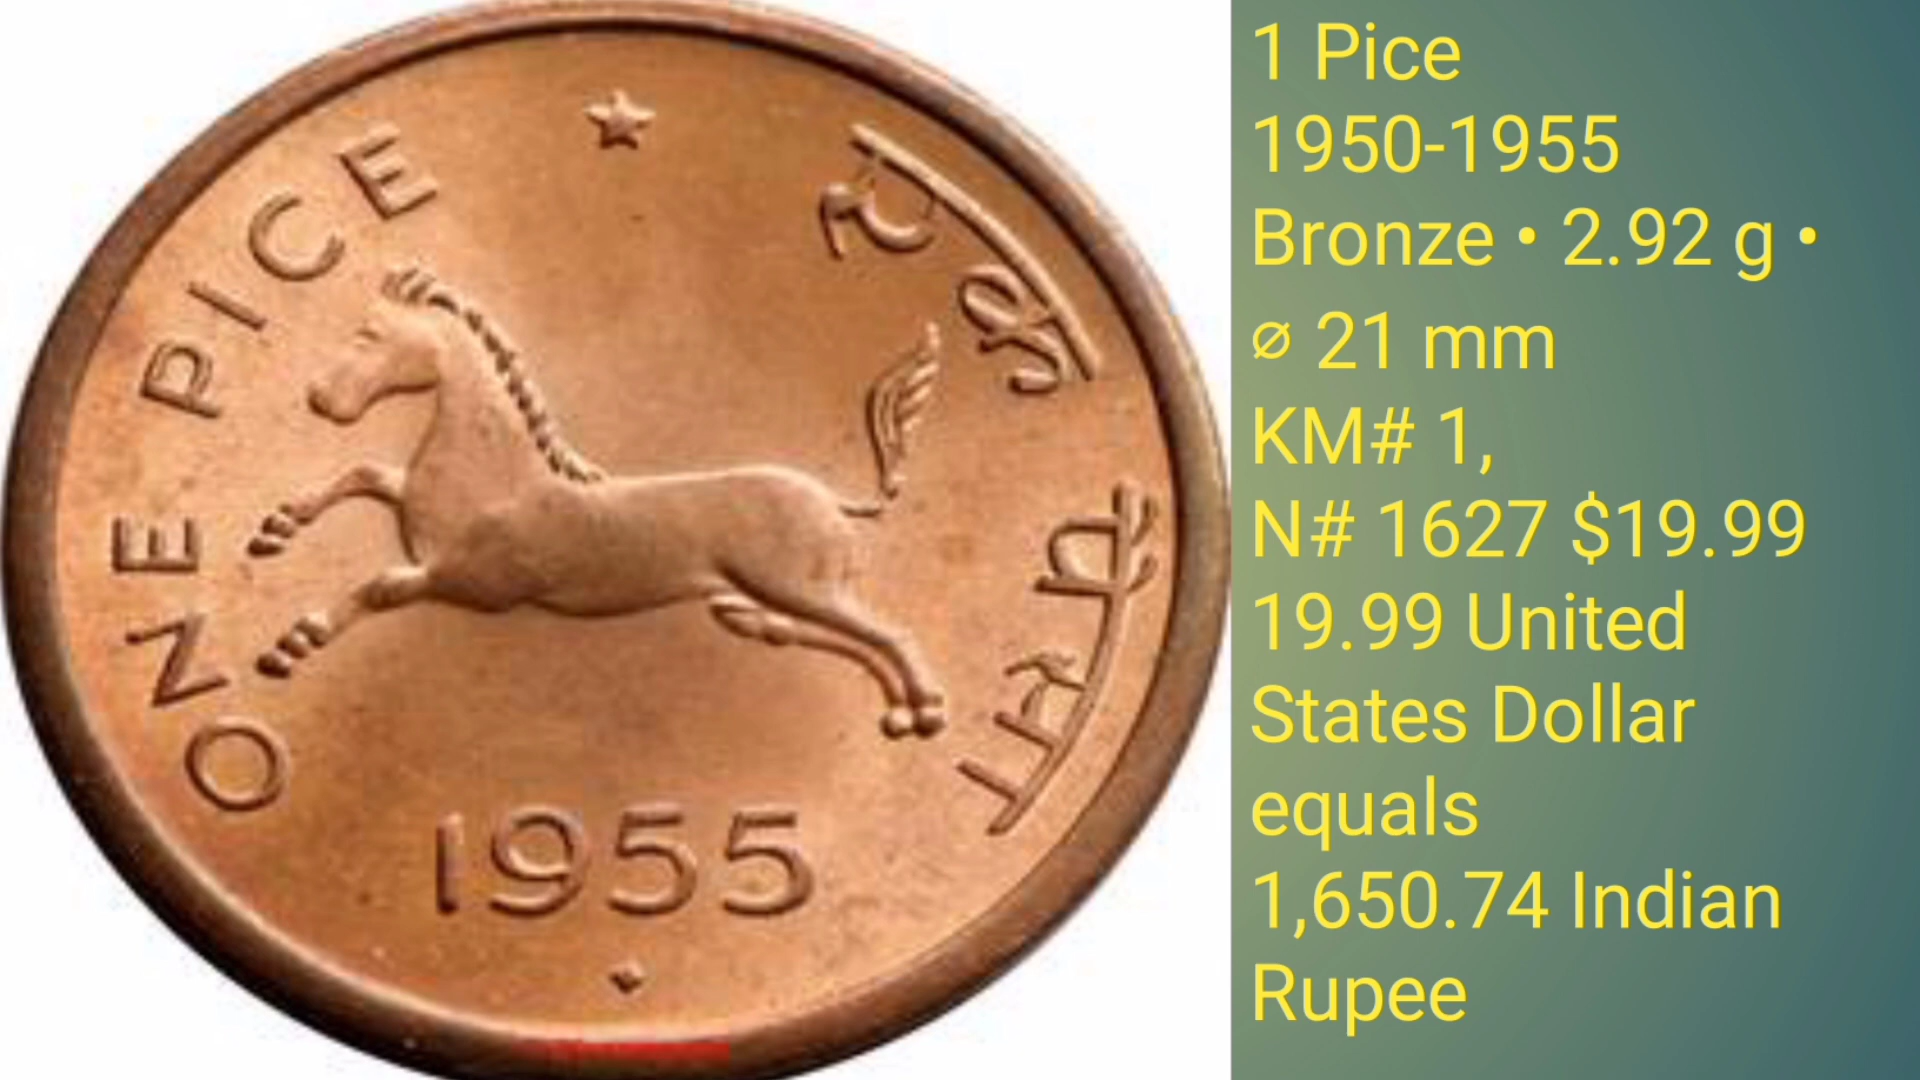 ONE PICE
एक पैसा
1955
1 Pice
1950-1955
Bronze • 2.92 g •
⌀ 21 mm
KM# 1,
N# 1627 $19.99
19.99 United
States Dollar
equals
1,650.74 Indian
Rupee